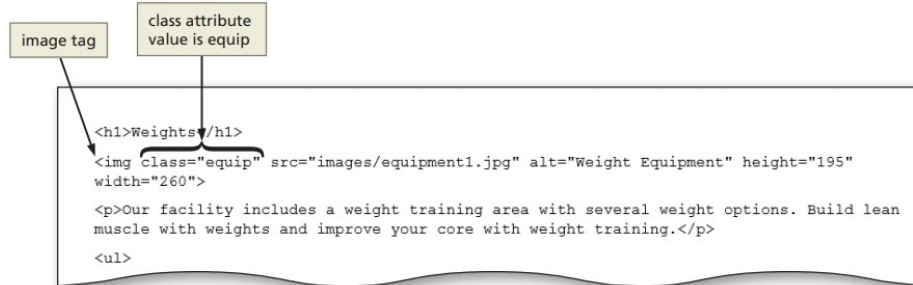 class attribute
value is equip
image tag
<h1>Weights</h1>
<img class="equip" src="images/equipment1.jpg" alt="Weight Equipment" height="195"
width="260">
<p>Our facility includes a weight training area with several weight options. Build lean
muscle with weights and improve your core with weight training.</p>
<ul>